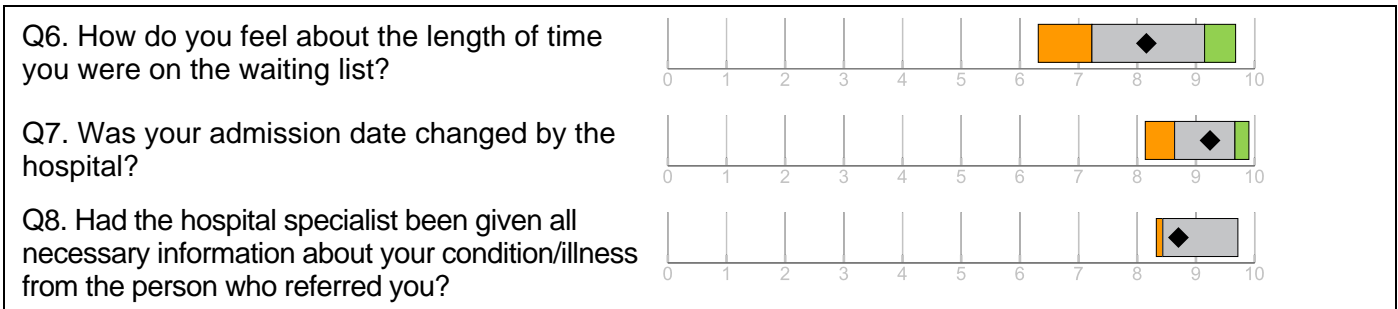 Q6. How do you feel about the length of time
you were on the waiting list?
0 1 2 3 4 5 6 7 8 9 10
Q7. Was your admission date changed by the
hospital?
0 1 2 3 4 5 6 7 8 9 10
Q8. Had the hospital specialist been given all
necessary information about your condition/illness
from the person who referred you?
0 1 2 3 4 5 6 7 8 9 10